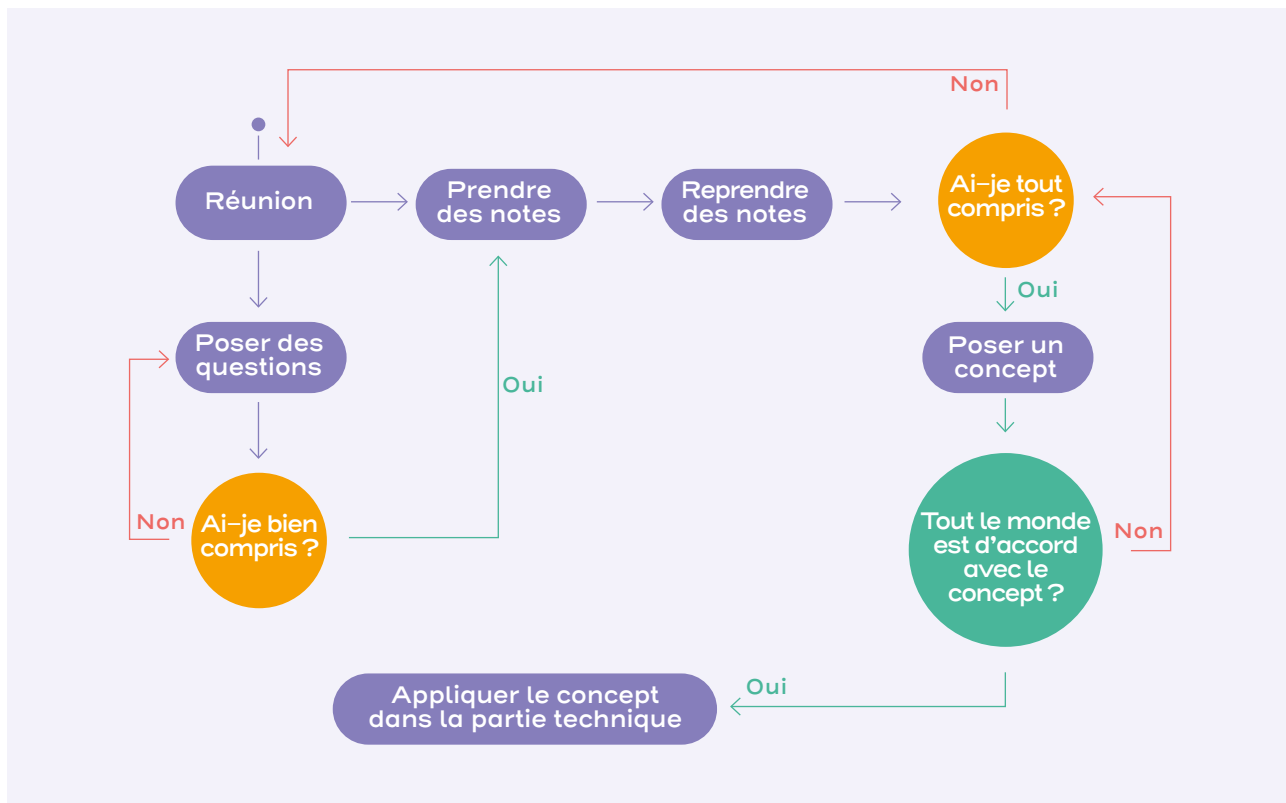 Non
Réunion
Prendre
des notes
Reprendre
des notes
Ai-je tout
compris ?
Oui
Poser des
questions
Oui
Poser un
concept
Non
Ai-je bien
compris ?
Tout le monde
est d'accord
avec le
concept ?
Non
Oui
Appliquer le concept
dans la partie technique